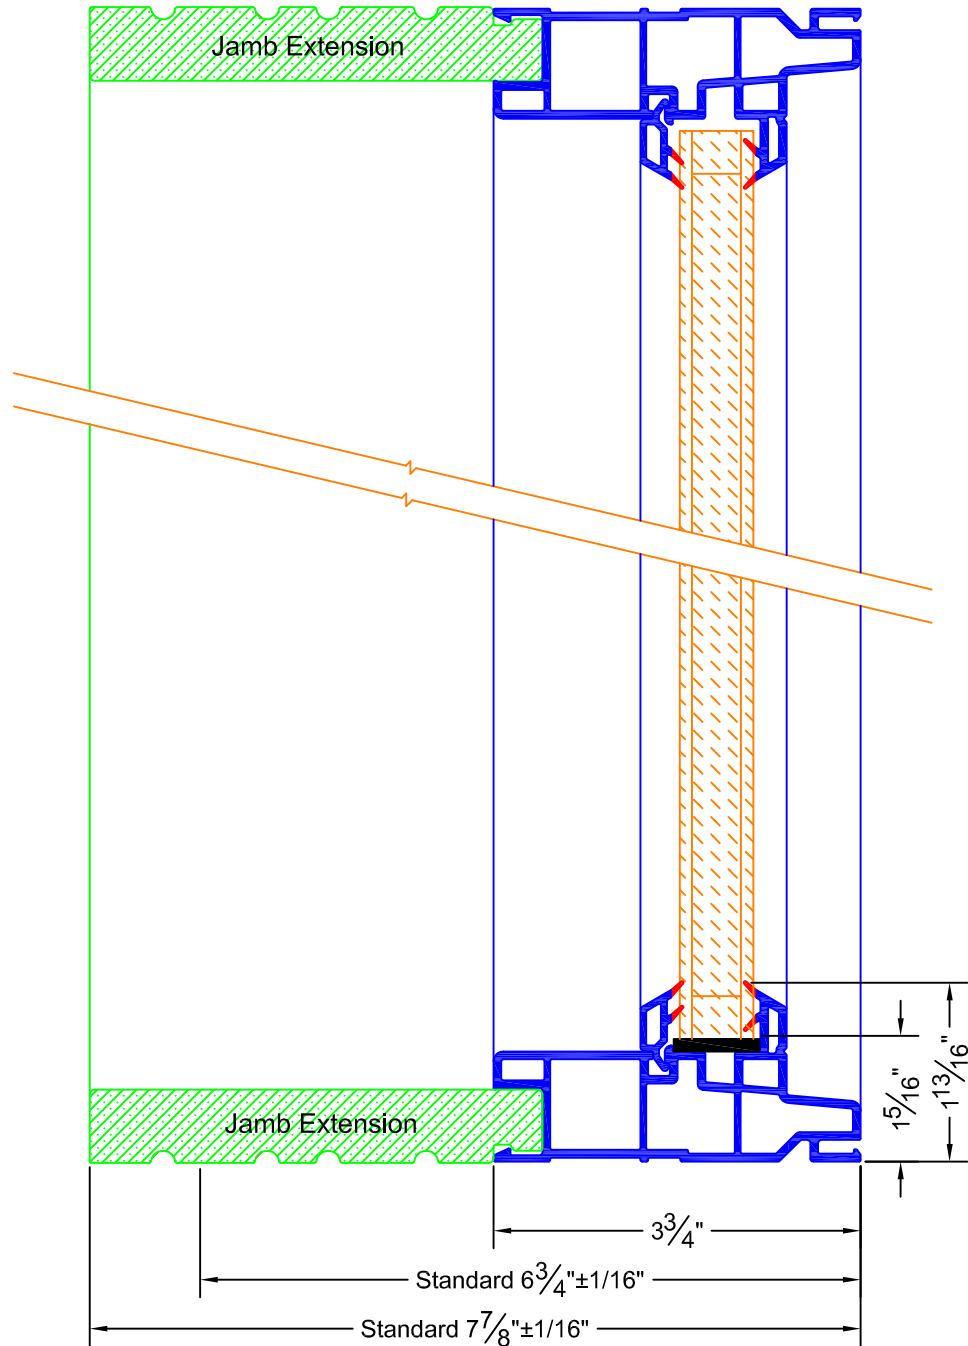 Jamb Extension
Jamb Extension
1 5/16"
1 13/16"
3 3/4"
Standard 6 3/4"±1/16"
Standard 7 7/8"±1/16"